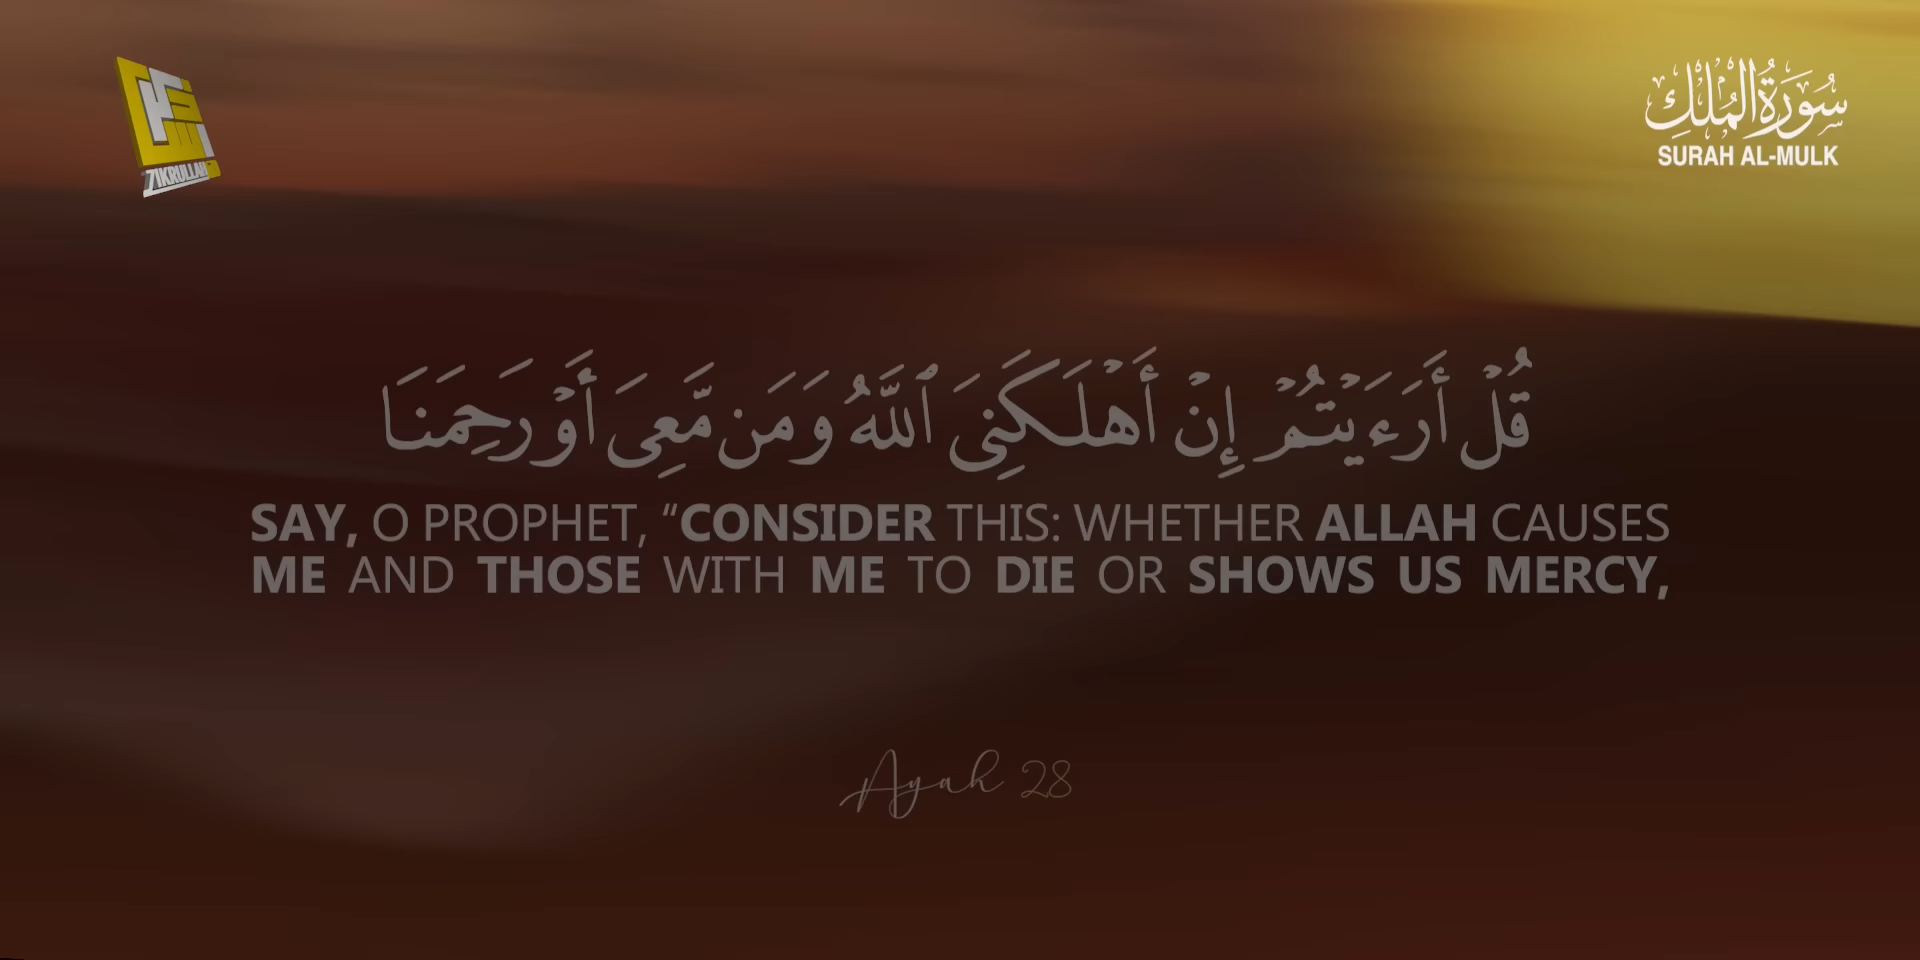 ZIKRULLAH
سُورَةُ الْمُلْكِ
SURAH AL-MULK
قُلْ أَرَءَيْتُمْ إِنْ أَهْلَكَنِىَ ٱللَّهُ وَمَن مَّعِىَ أَوْ رَحِمَنَا
SAY, O PROPHET, “CONSIDER THIS: WHETHER ALLAH CAUSES
ME AND THOSE WITH ME TO DIE OR SHOWS US MERCY,
Ayah 28